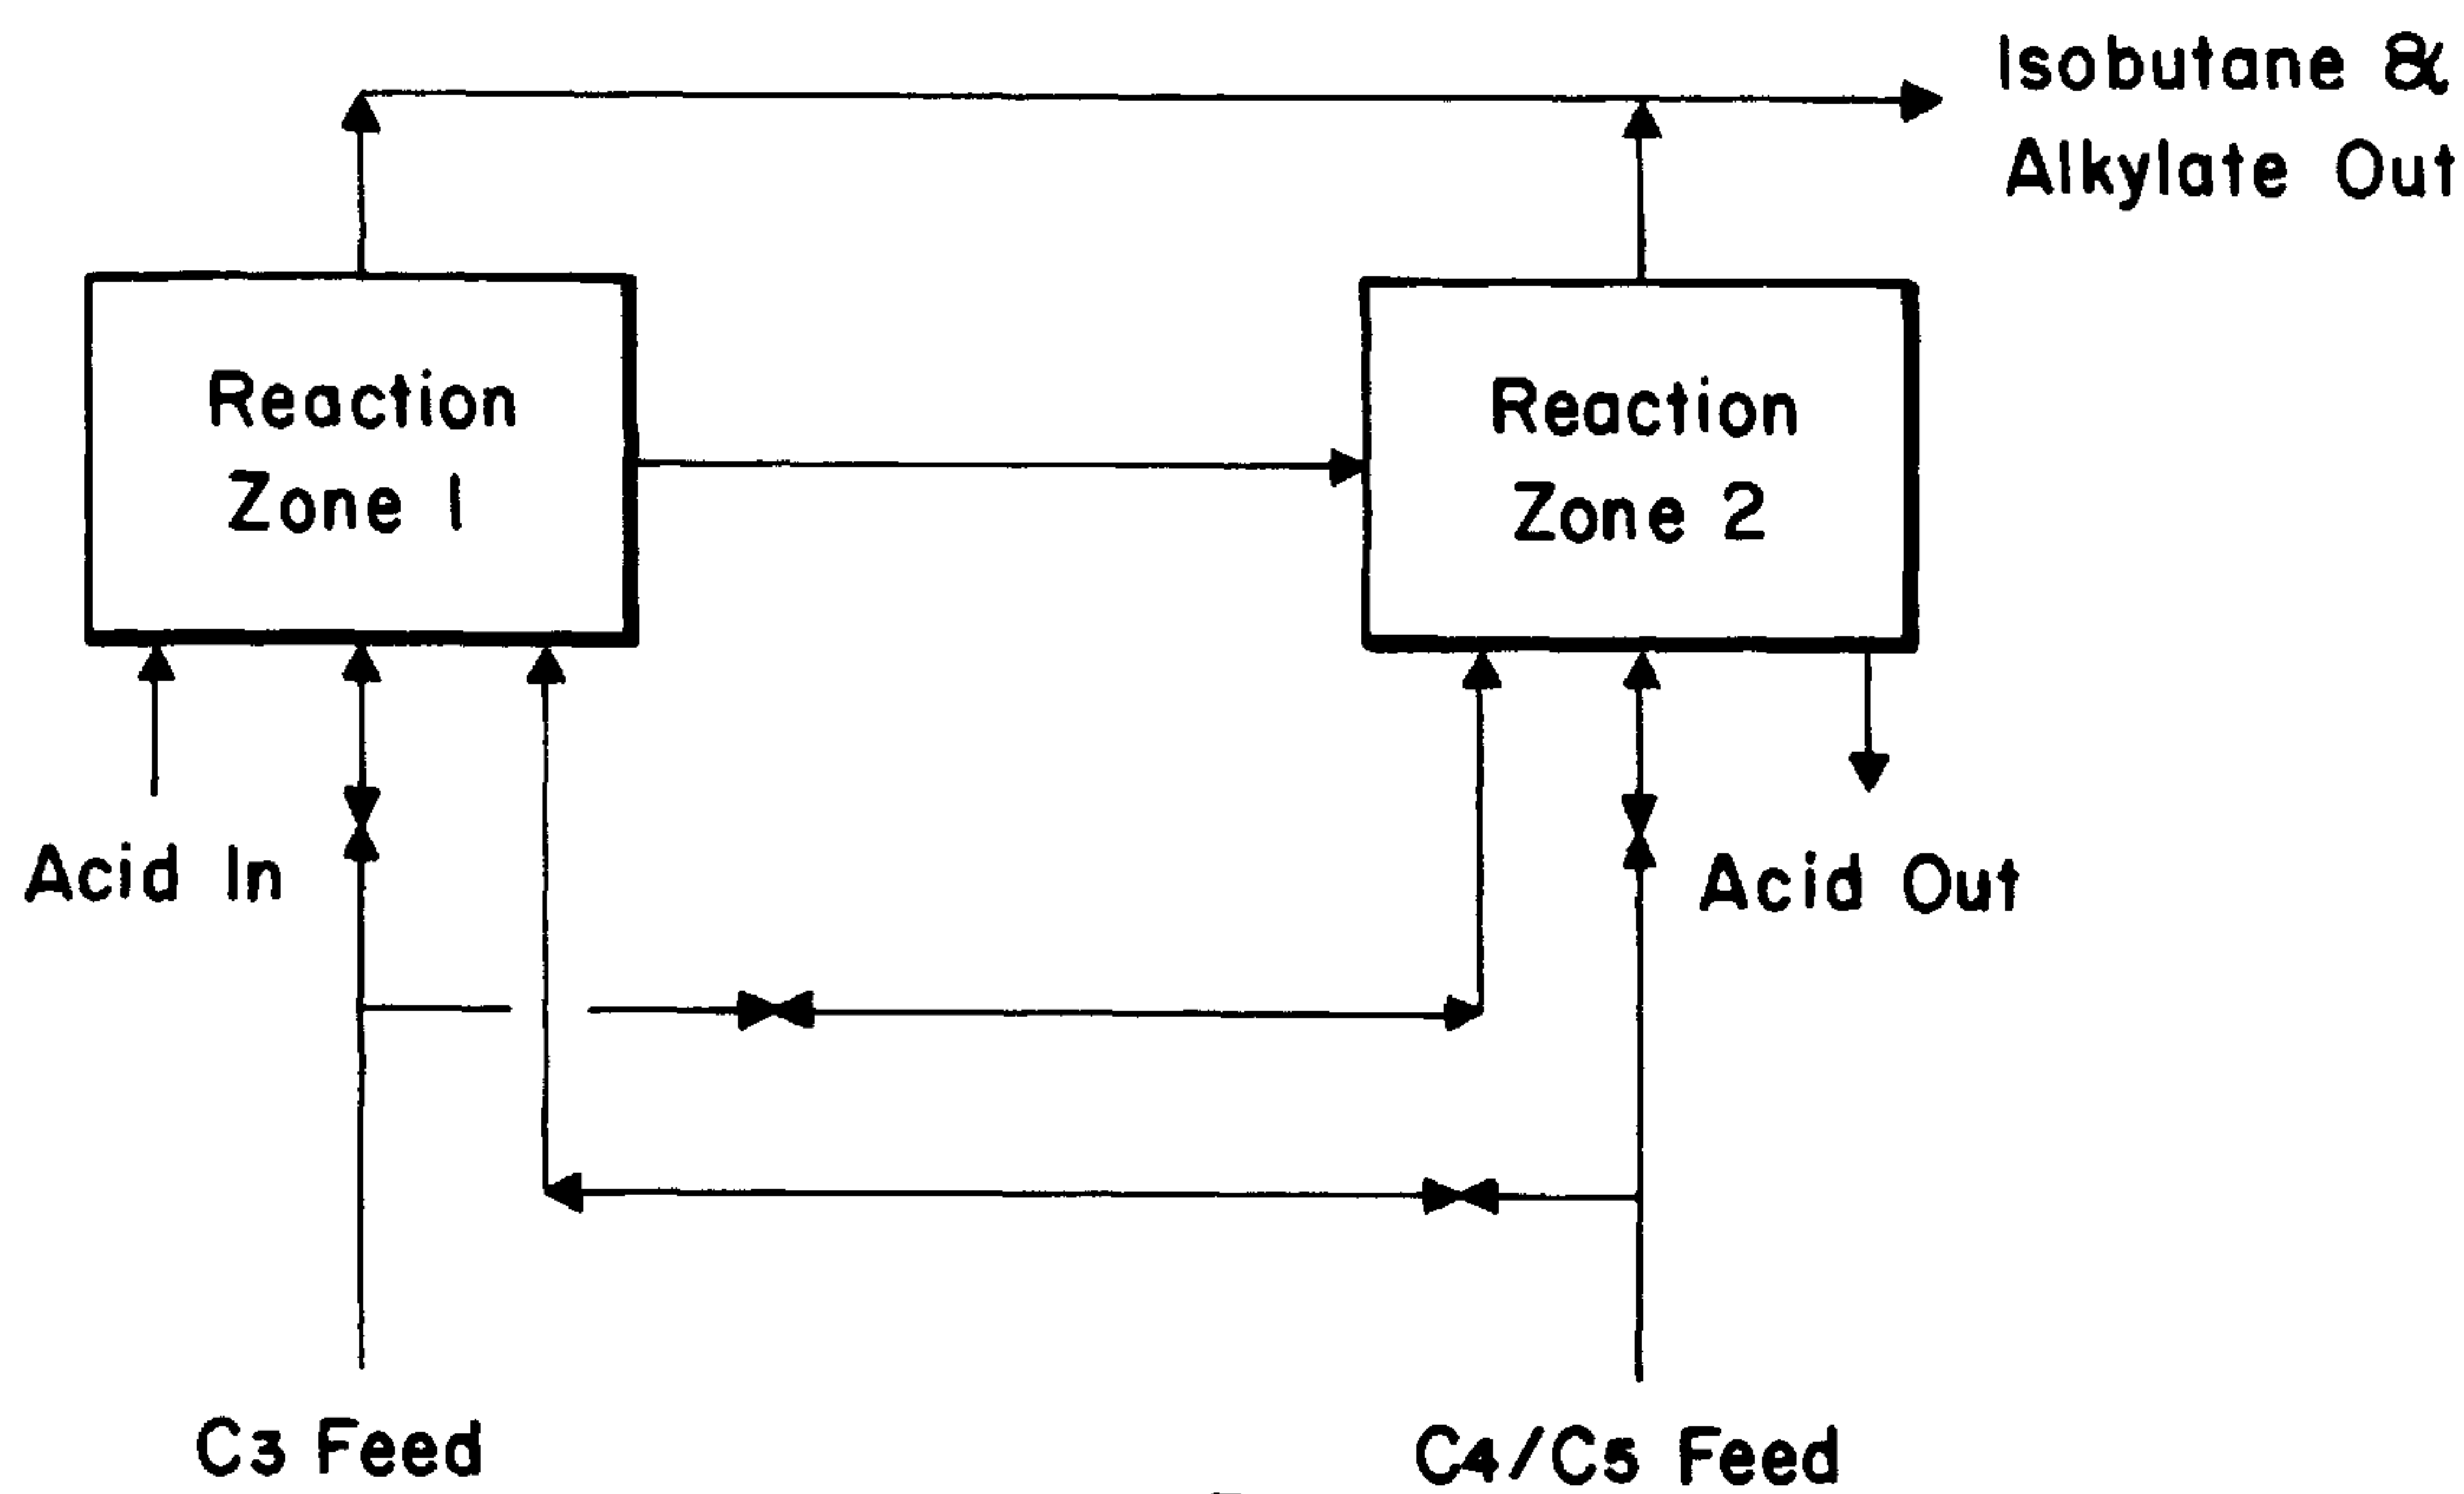 Isobutane &
Alkylate Out
Reaction
Zone 1
Reaction
Zone 2
Acid In
Acid Out
C3 Feed
C4/C5 Feed